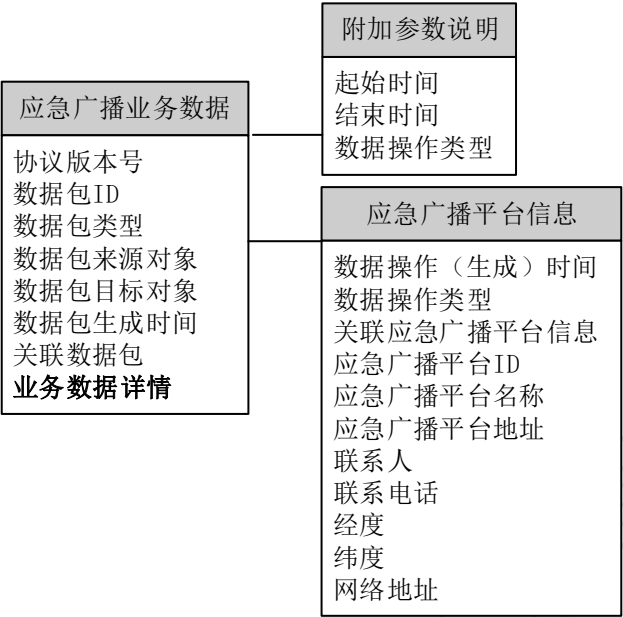 附加参数说明
起始时间
结束时间
数据操作类型
应急广播业务数据
协议版本号
数据包ID
数据包类型
数据包来源对象
数据包目标对象
数据包生成时间
关联数据包
业务数据详情
应急广播平台信息
数据操作（生成）时间
数据操作类型
关联应急广播平台信息
应急广播平台ID
应急广播平台名称
应急广播平台地址
联系人
联系电话
经度
纬度
网络地址